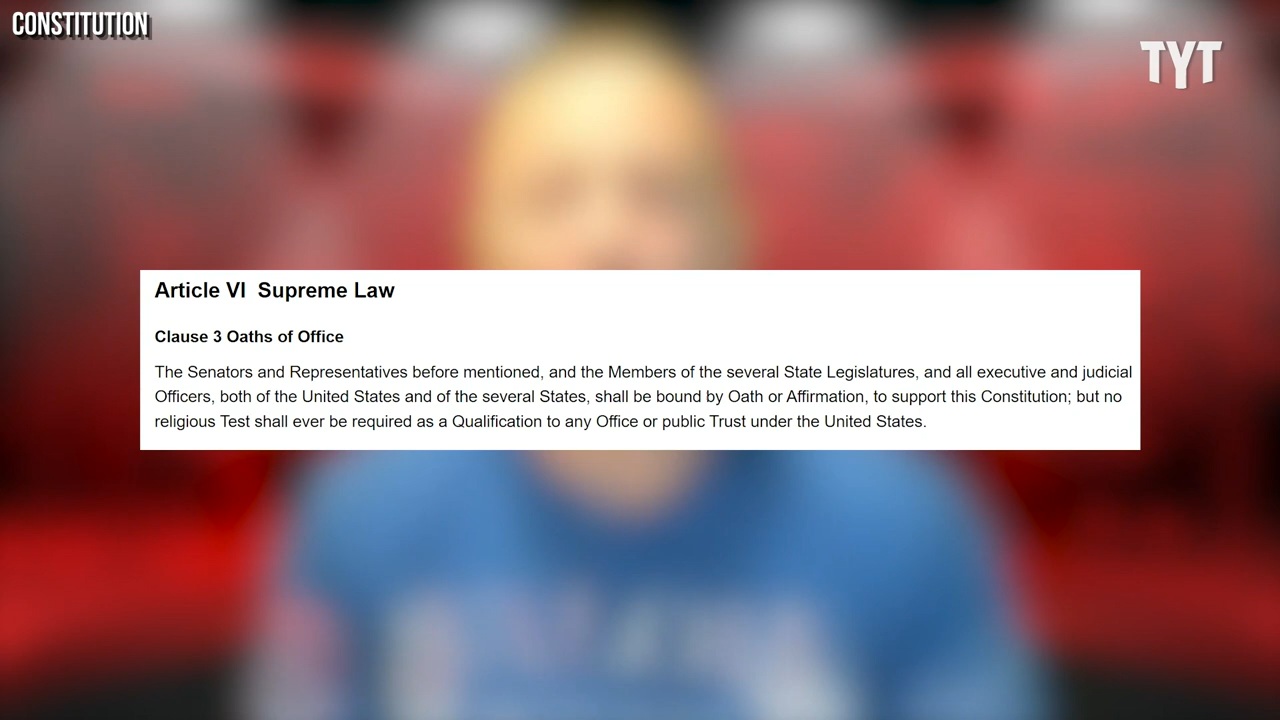 CONSTITUTION
TYT
Article VI Supreme Law
Clause 3 Oaths of Office
The Senators and Representatives before mentioned, and the Members of the several State Legislatures, and all executive and judicial
Officers, both of the United States and of the several States, shall be bound by Oath or Affirmation, to support this Constitution; but no
religious Test shall ever be required as a Qualification to any Office or public Trust under the United States.